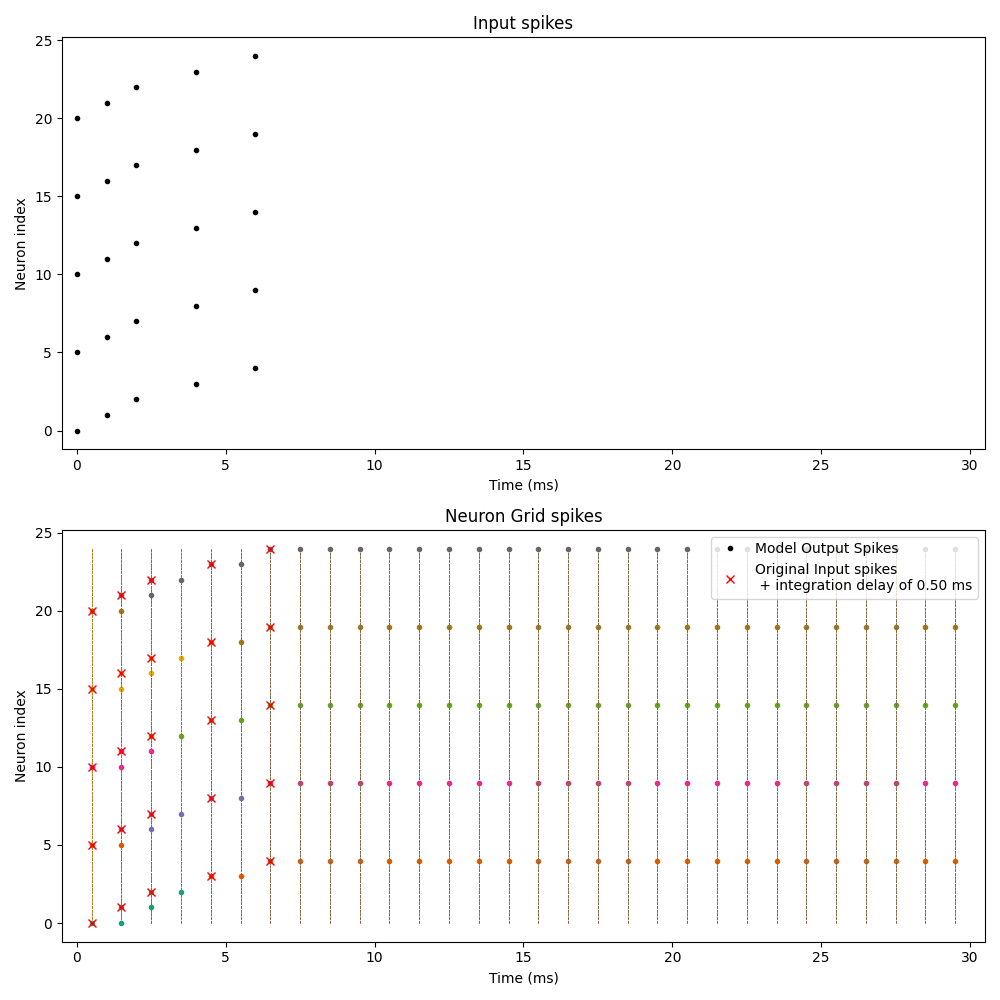 Input spikes
25
20
15
10
5
0
Neuron index
0 5 10 15 20 25 30
Time (ms)
Neuron Grid spikes
25
20
15
10
5
0
Neuron index
Model Output Spikes
Original Input spikes
+ integration delay of 0.50 ms
0 5 10 15 20 25 30
Time (ms)